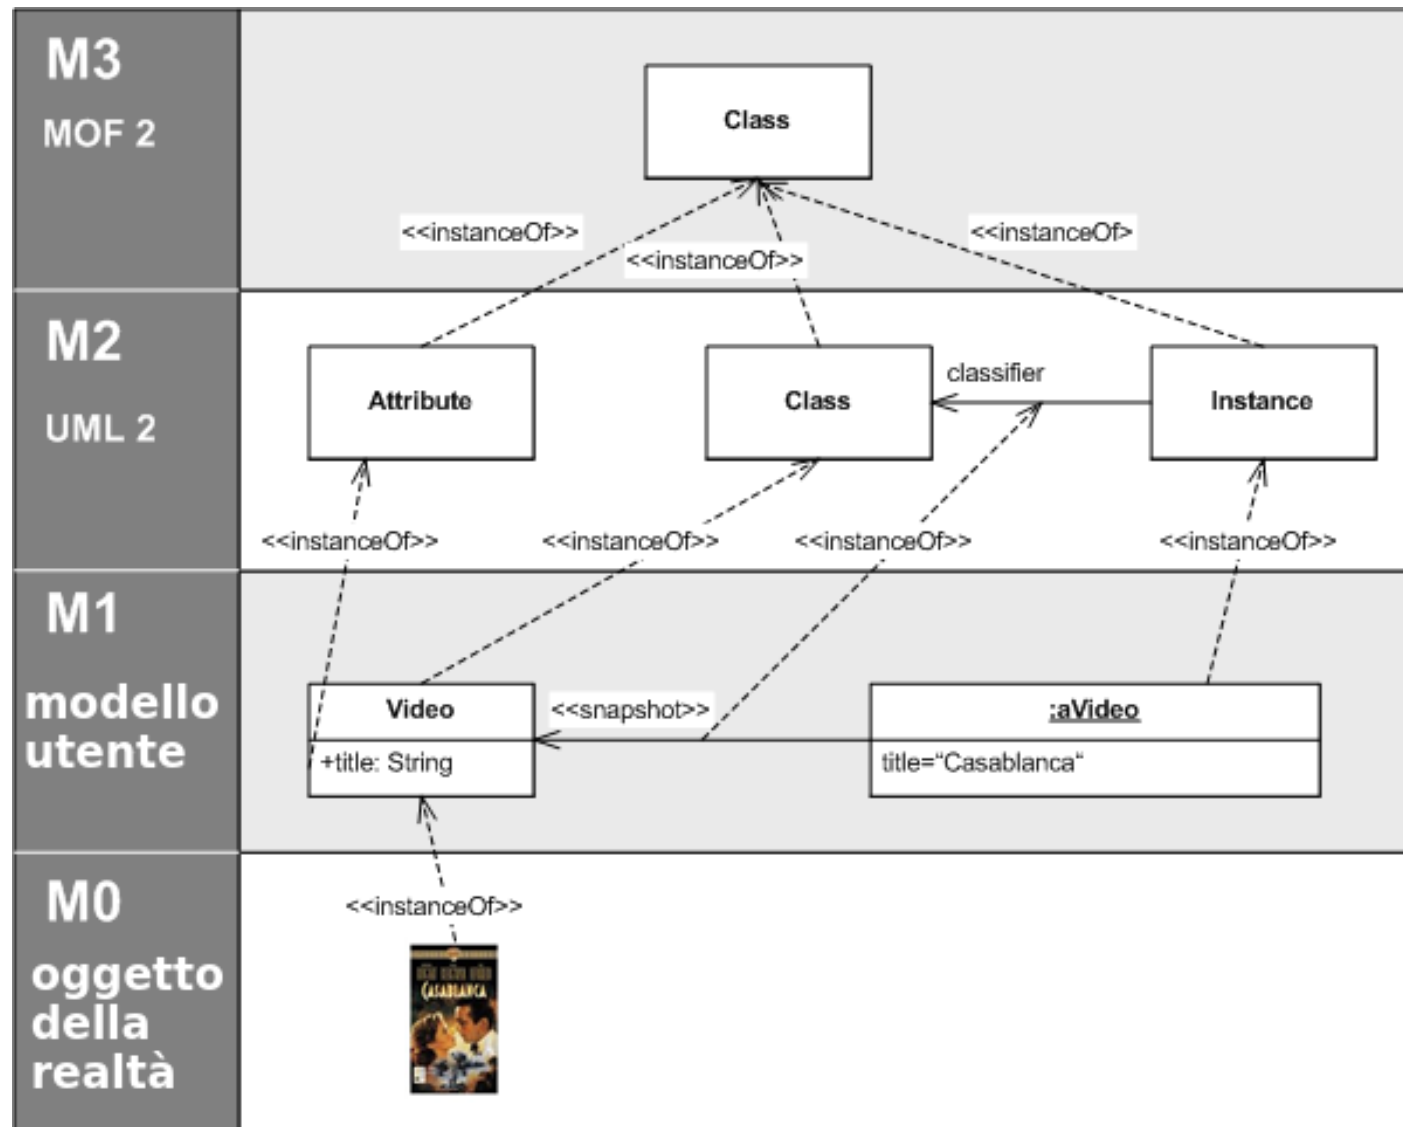 M3
MOF 2
Class
<<instanceOf>>
<<instanceOf>>
<<instanceOf>
M2
UML 2
Attribute
Class
classifier
Instance
<<instanceOf>>
<<instanceOf>>
<<instanceOf>>
<<instanceOf>>
M1
modello
utente
Video
+title: String
<<snapshot>>
:aVideo
title="Casablanca"
M0
oggetto
della
realtà
<<instanceOf>>
CASABLANCA